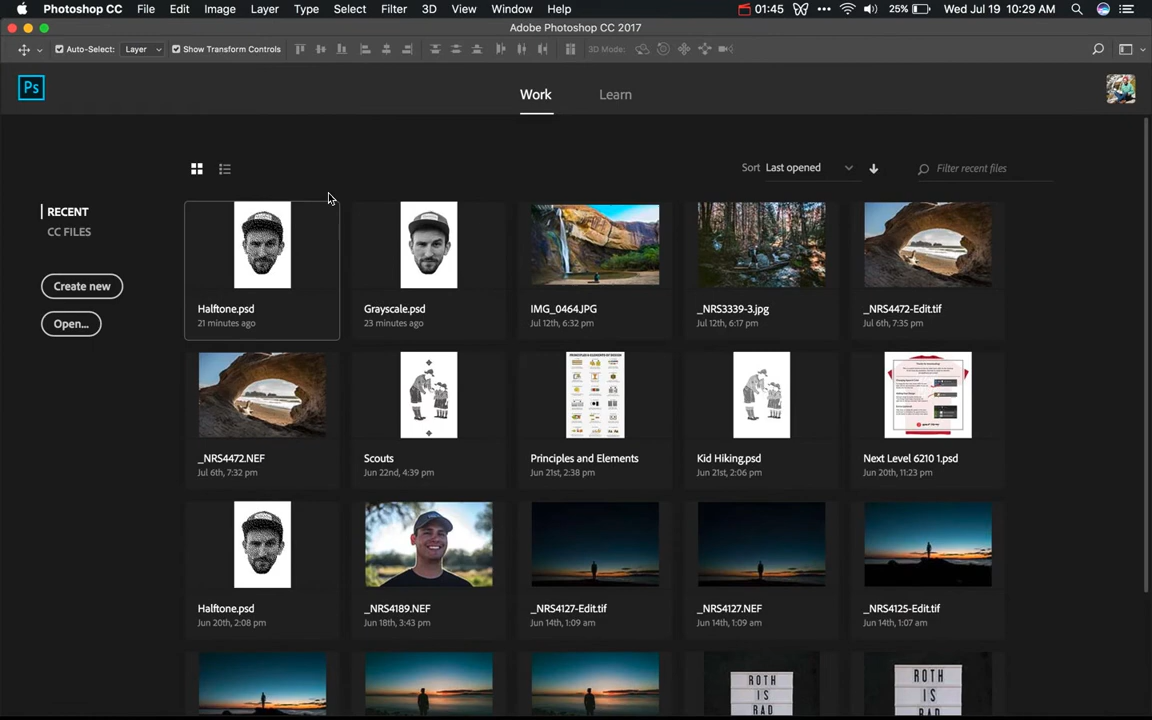 Photoshop CC File Edit Image Layer Type Select Filter 3D View Window Help 01:45 25% Wed Jul 19 10:29 AM
Adobe Photoshop CC 2017
Auto-Select: Layer Show Transform Controls 3D Mode:
Ps Work Learn
Sort Last opened Filter recent files
RECENT
CC FILES
Create new
Open...
Halftone.psd Grayscale.psd IMG_0464.JPG _NRS3339-3.jpg _NRS4472-Edit.tif
21 minutes ago 23 minutes ago Jul 12th, 6:32 pm Jul 12th, 6:17 pm Jul 6th, 7:35 pm
_NRS4472.NEF Scouts Principles and Elements Kid Hiking.psd Next Level 6210 1.psd
Jul 6th, 7:32 pm Jun 22nd, 4:39 pm Jun 21st, 2:38 pm Jun 21st, 2:06 pm Jun 20th, 11:23 pm
Halftone.psd _NRS4189.NEF _NRS4127-Edit.tif _NRS4127.NEF _NRS4125-Edit.tif
Jun 20th, 2:08 pm Jun 18th, 3:43 pm Jun 14th, 1:09 am Jun 14th, 1:09 am Jun 14th, 1:07 am
ROTH ROTH
IS IS
RAD RAD